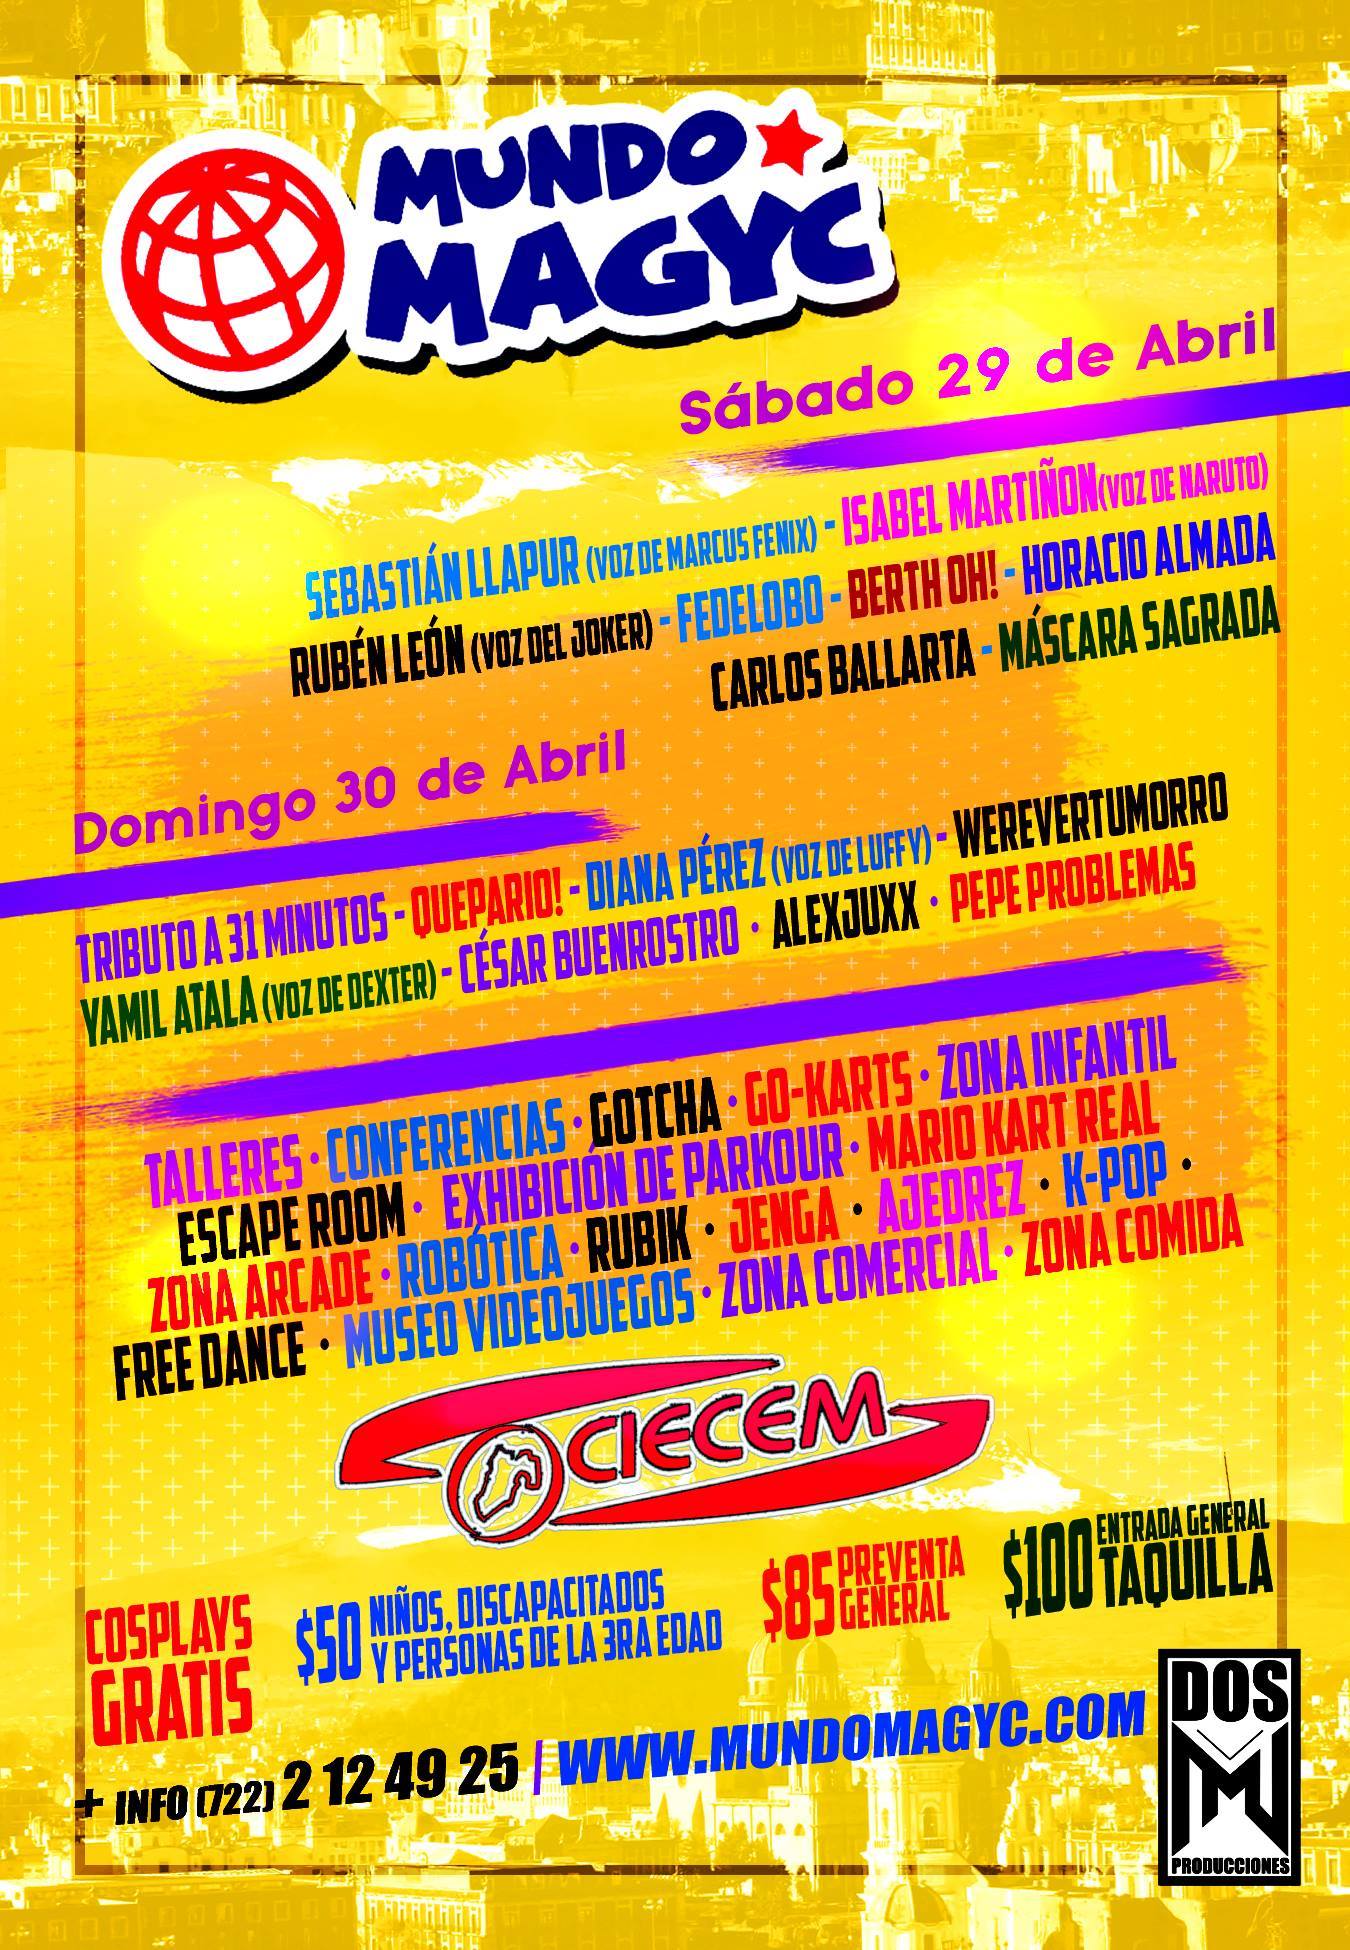 MUNDO
MAGYC
Sábado 29 de Abril
SEBASTIÁN LLAPUR (VOZ DE MARCUS FENIX) - ISABEL MARTIÑON(VOZ DE NARUTO)
RUBÉN LEÓN (VOZ DEL JOKER) - FEDELOBO - BERTH OH! - HORACIO ALMADA
CARLOS BALLARTA - MÁSCARA SAGRADA
Domingo 30 de Abril
TRIBUTO A 31 MINUTOS - QUEPARIO! - DIANA PÉREZ (VOZ DE LUFFY) - WEREVERTUMORRO
YAMIL ATALA (VOZ DE DEXTER) - CÉSAR BUENROSTRO · ALEXJUXX · PEPE PROBLEMAS
TALLERES · CONFERENCIAS · GOTCHA · GO-KARTS · ZONA INFANTIL
ESCAPE ROOM · EXHIBICIÓN DE PARKOUR · MARIO KART REAL
ZONA ARCADE · ROBÓTICA · RUBIK · JENGA · AJEDREZ · K-POP ·
FREE DANCE · MUSEO VIDEOJUEGOS · ZONA COMERCIAL · ZONA COMIDA
CIECEM
COSPLAYS
GRATIS
$50 NIÑOS, DISCAPACITADOS
Y PERSONAS DE LA 3RA EDAD
$85 PREVENTA
GENERAL
$100 ENTRADA GENERAL
TAQUILLA
+ INFO (722) 2 12 49 25 | WWW.MUNDOMAGYC.COM
DOS
M
PRODUCCIONES